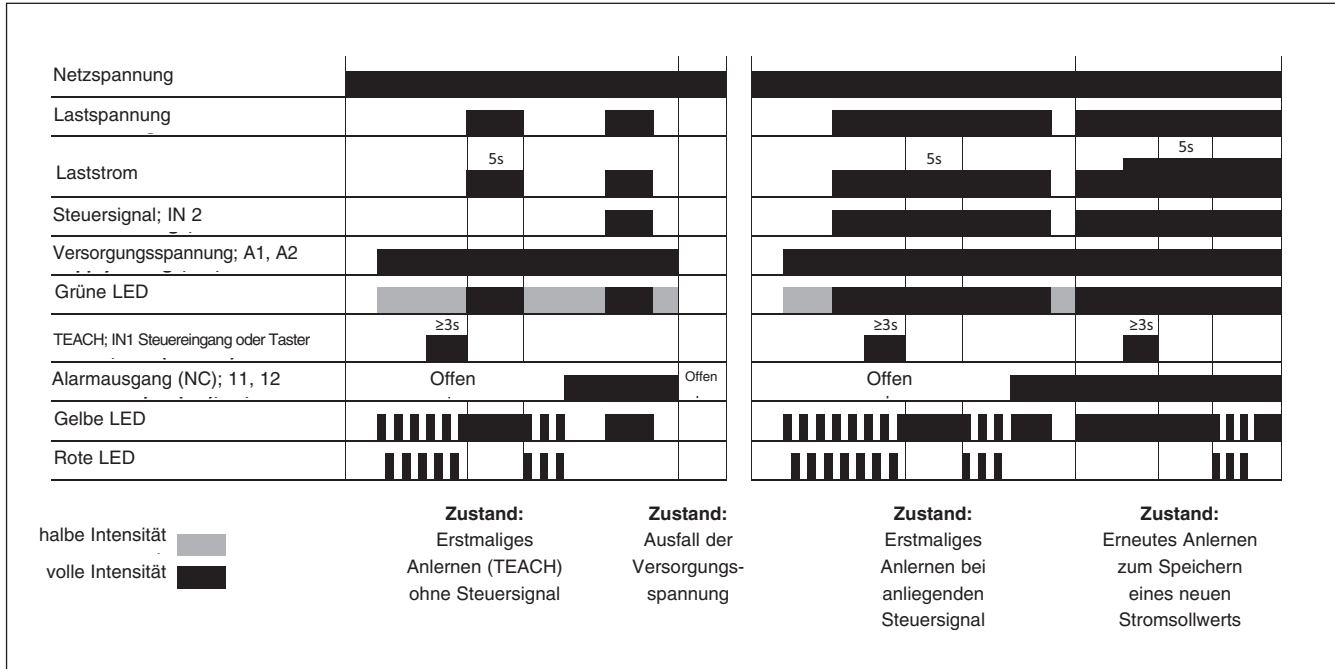 Netzspannung
Lastspannung
5s
5s
5s
Laststrom
Steuersignal; IN 2
Versorgungsspannung; A1, A2
Grüne LED
≥3s
≥3s
≥3s
TEACH; IN1 Steuereingang oder Taster
Alarmausgang (NC); 11, 12
Offen
Offen
Offen
Gelbe LED
Rote LED
halbe Intensität
volle Intensität
Zustand:
Erstmaliges
Anlernen (TEACH)
ohne Steuersignal
Zustand:
Ausfall der
Versorgungs-
spannung
Zustand:
Erstmaliges
Anlernen bei
anliegenden
Steuersignal
Zustand:
Erneutes Anlernen
zum Speichern
eines neuen
Stromsollwerts